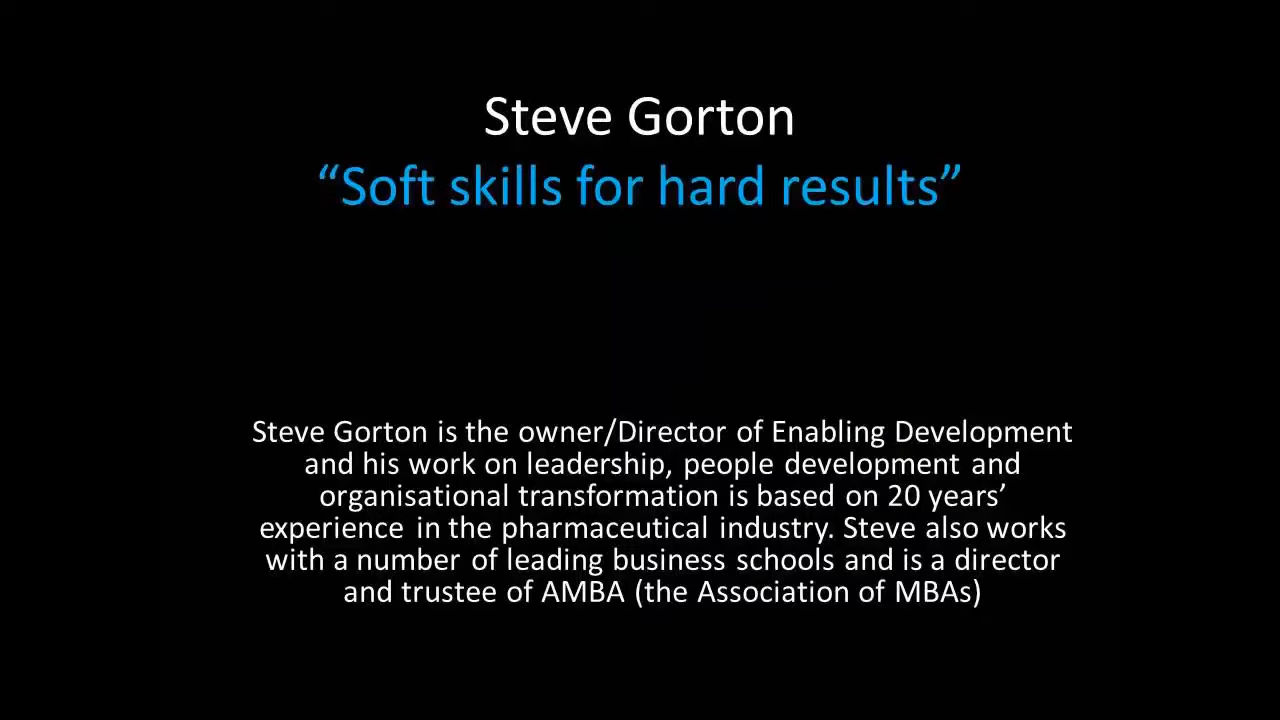 Steve Gorton
“Soft skills for hard results”
Steve Gorton is the owner/Director of Enabling Development
and his work on leadership, people development and
organisational transformation is based on 20 years’
experience in the pharmaceutical industry. Steve also works
with a number of leading business schools and is a director
and trustee of AMBA (the Association of MBAs)